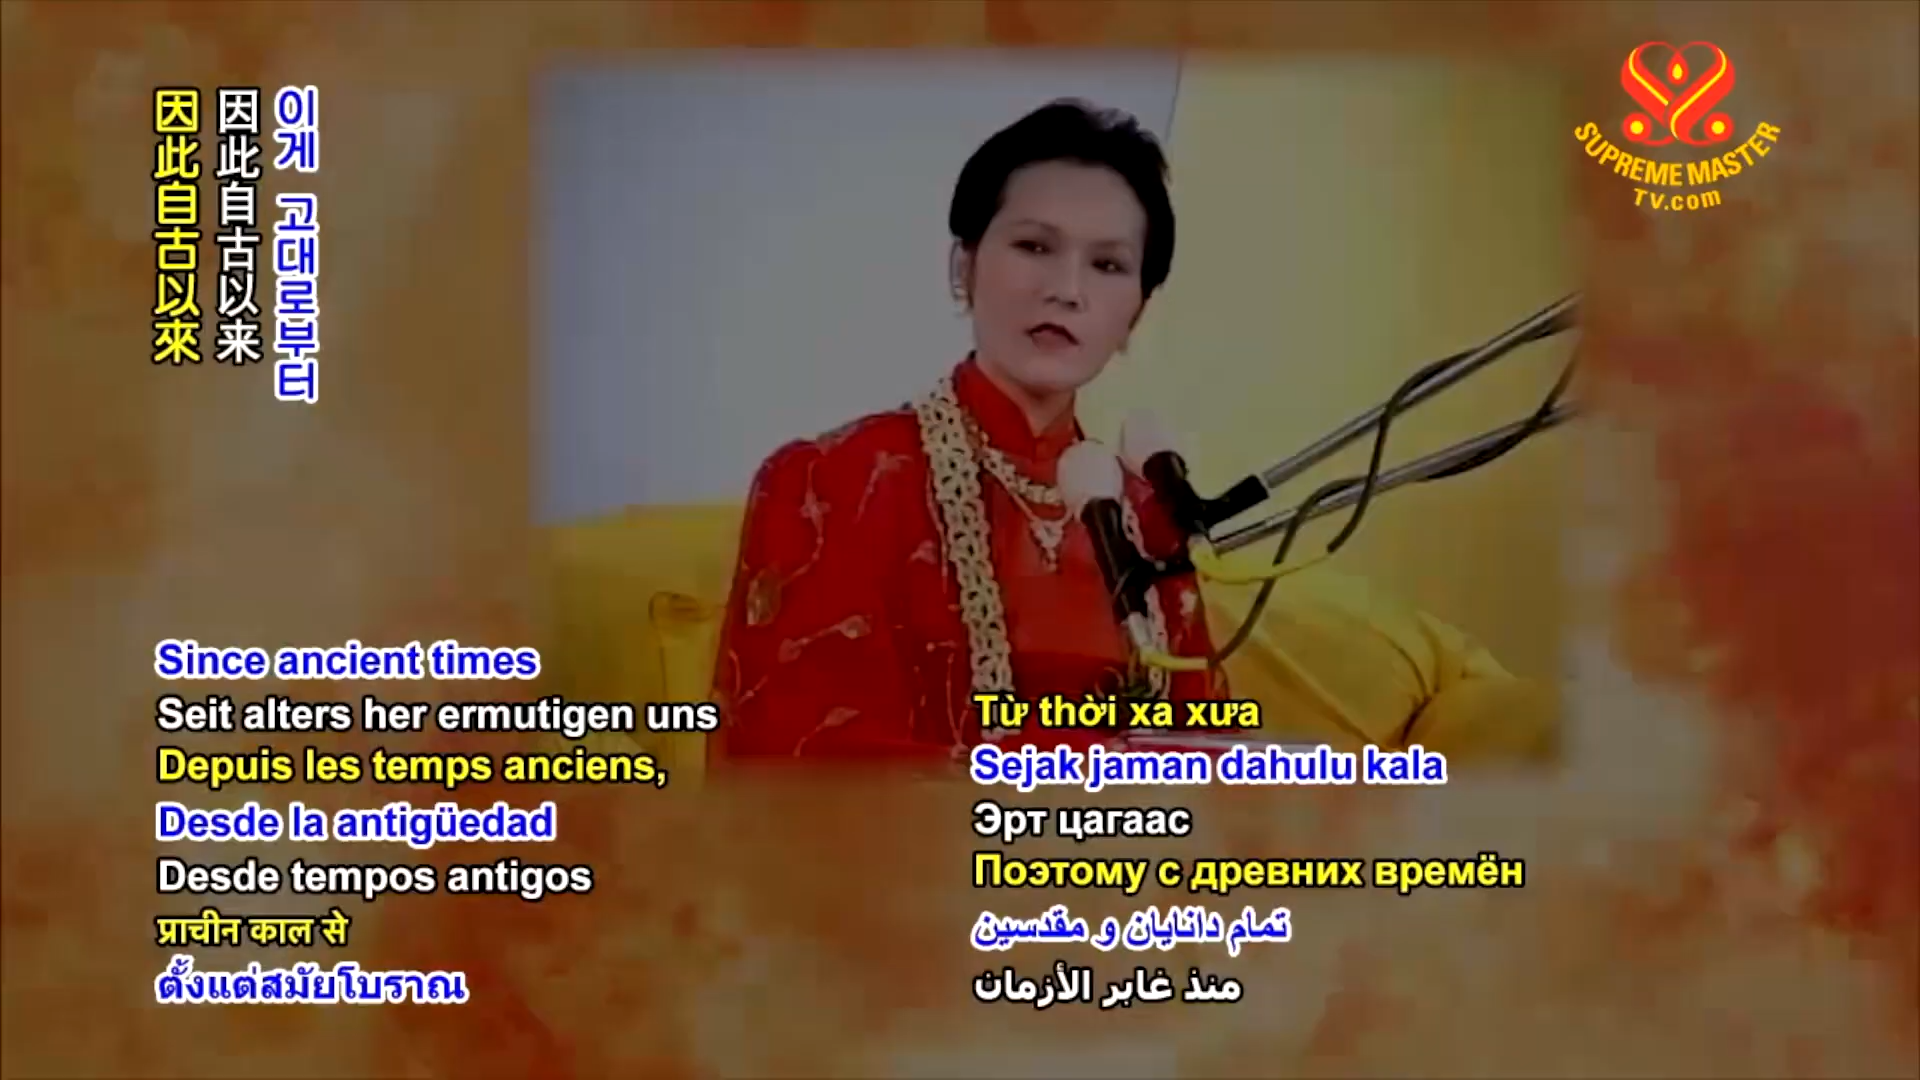 因此自古以來
因此自古以来
이게 고대로부터
SUPREME MASTER
TV.com
Since ancient times
Seit alters her ermutigen uns
Depuis les temps anciens,
Desde la antigüedad
Desde tempos antigos
प्राचीन काल से
ตั้งแต่สมัยโบราณ
Từ thời xa xưa
Sejak jaman dahulu kala
Эрт цагаас
Поэтому с древних времён
تمام دانایان و مقدسین
منذ غابر الأزمان